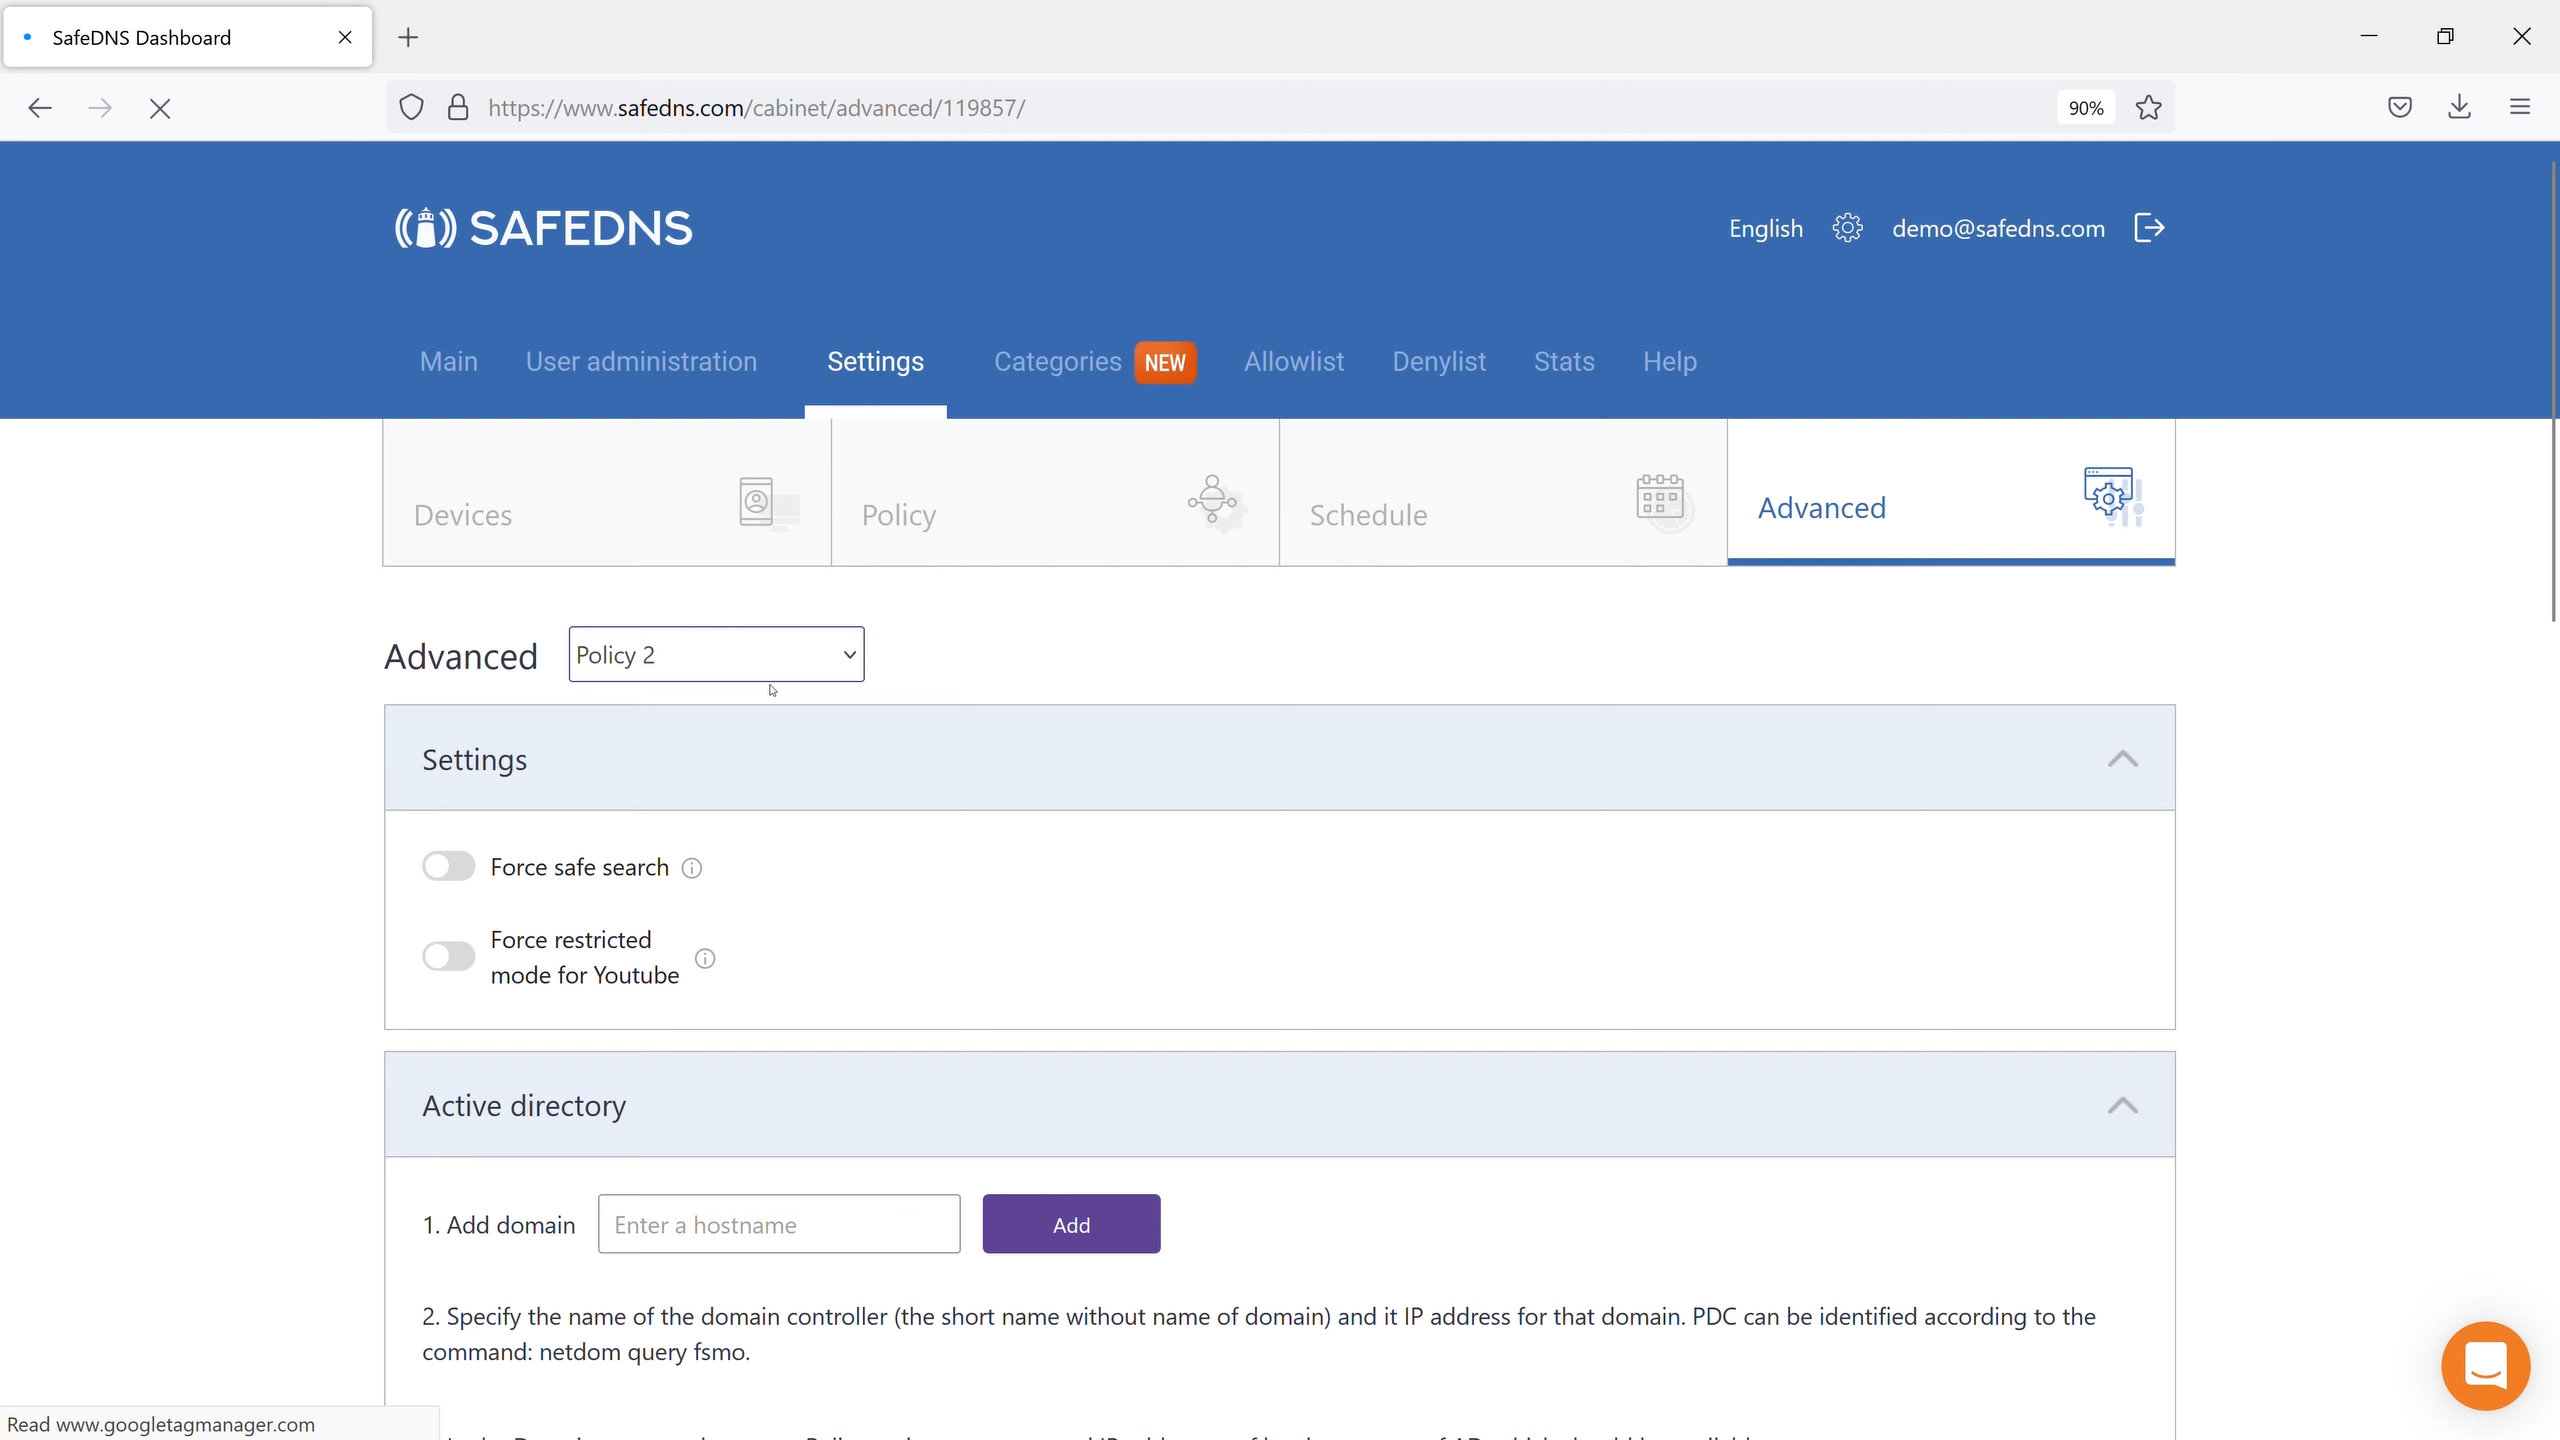 SafeDNS Dashboard
https://www.safedns.com/cabinet/advanced/119857/
90%
SAFEDNS
English
demo@safedns.com
Main
User administration
Settings
Categories NEW
Allowlist
Denylist
Stats
Help
Devices
Policy
Schedule
Advanced
Advanced
Policy 2
Settings
Force safe search
Force restricted
mode for Youtube
Active directory
1. Add domain
Enter a hostname
Add
2. Specify the name of the domain controller (the short name without name of domain) and it IP address for that domain. PDC can be identified according to the
command: netdom query fsmo.
Read www.googletagmanager.com